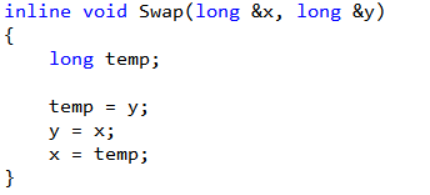 inline void Swap(long &x, long &y)
{
    long temp;

    temp = y;
    y = x;
    x = temp;
}